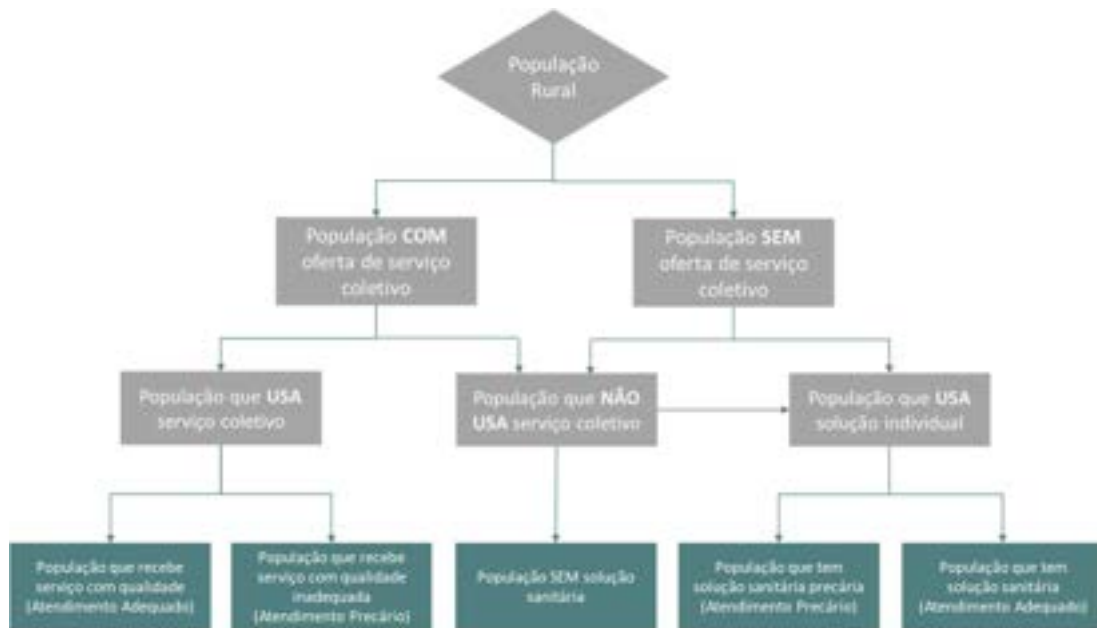 População
Rural
População COM
oferta de serviço
coletivo
População SEM
oferta de serviço
coletivo
População que USA
serviço coletivo
População que NÃO
USA serviço coletivo
População que USA
solução individual
População que recebe
serviço com qualidade
(Atendimento Adequado)
População que recebe
serviço com qualidade
inadequada
(Atendimento Precário)
População SEM solução
sanitária
População que tem
solução sanitária precária
(Atendimento Precário)
População que tem
solução sanitária
(Atendimento Adequado)